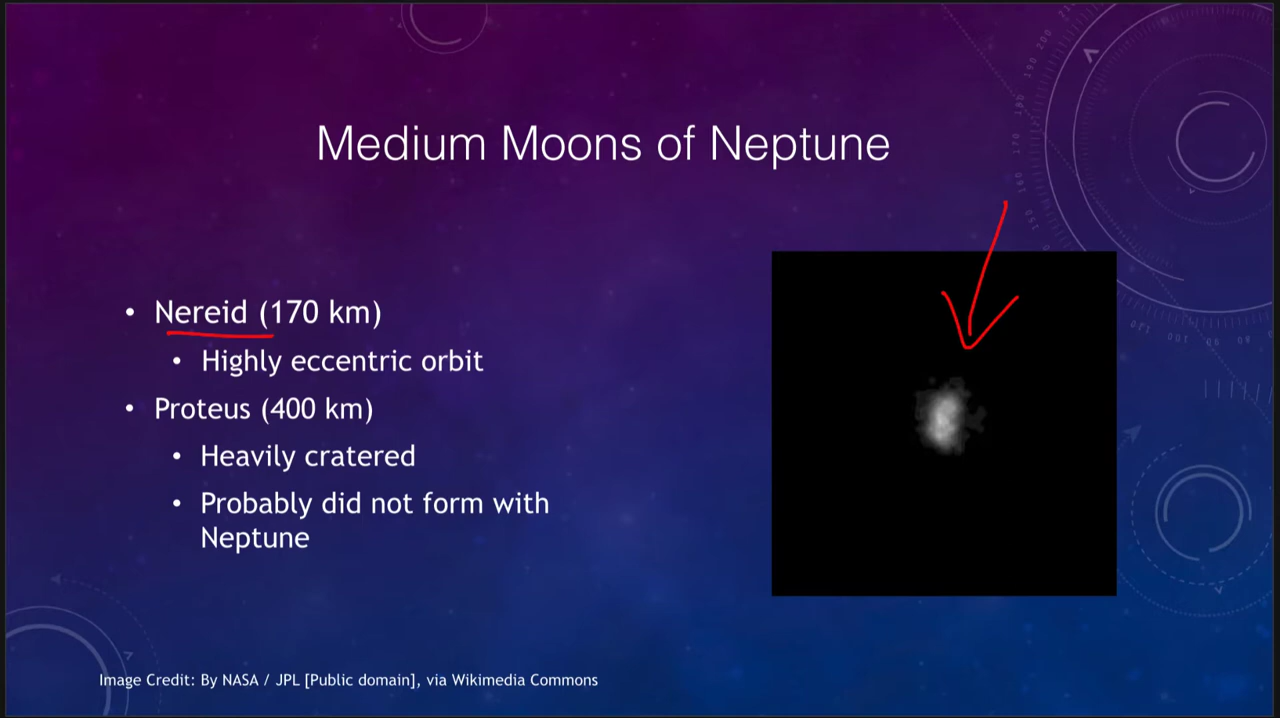 Medium Moons of Neptune
• Nereid (170 km)
• Highly eccentric orbit
• Proteus (400 km)
• Heavily cratered
• Probably did not form with
Neptune
Image Credit: By NASA / JPL [Public domain], via Wikimedia Commons